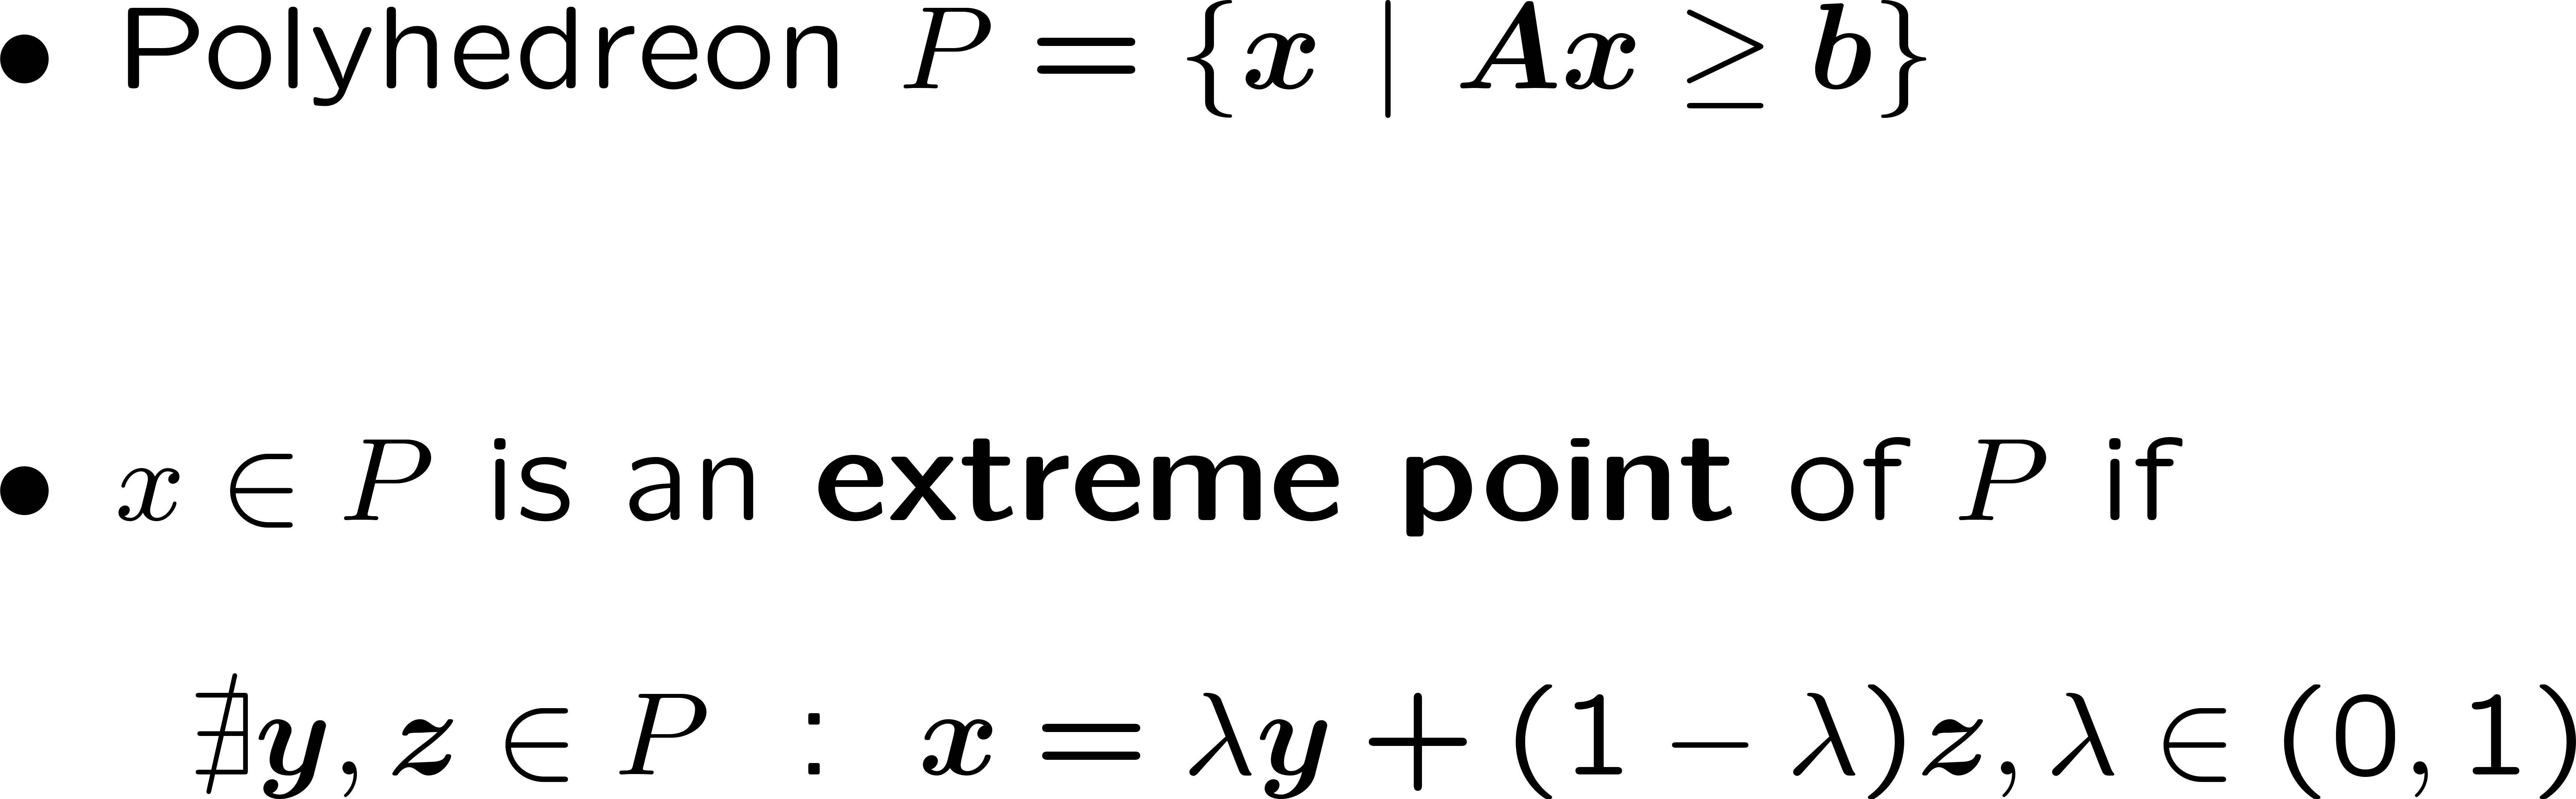 • Polyhedreon P = {x | Ax ≥ b}
• x ∈ P is an extreme point of P if
∄y, z ∈ P : x = λy + (1 − λ)z, λ ∈ (0, 1)